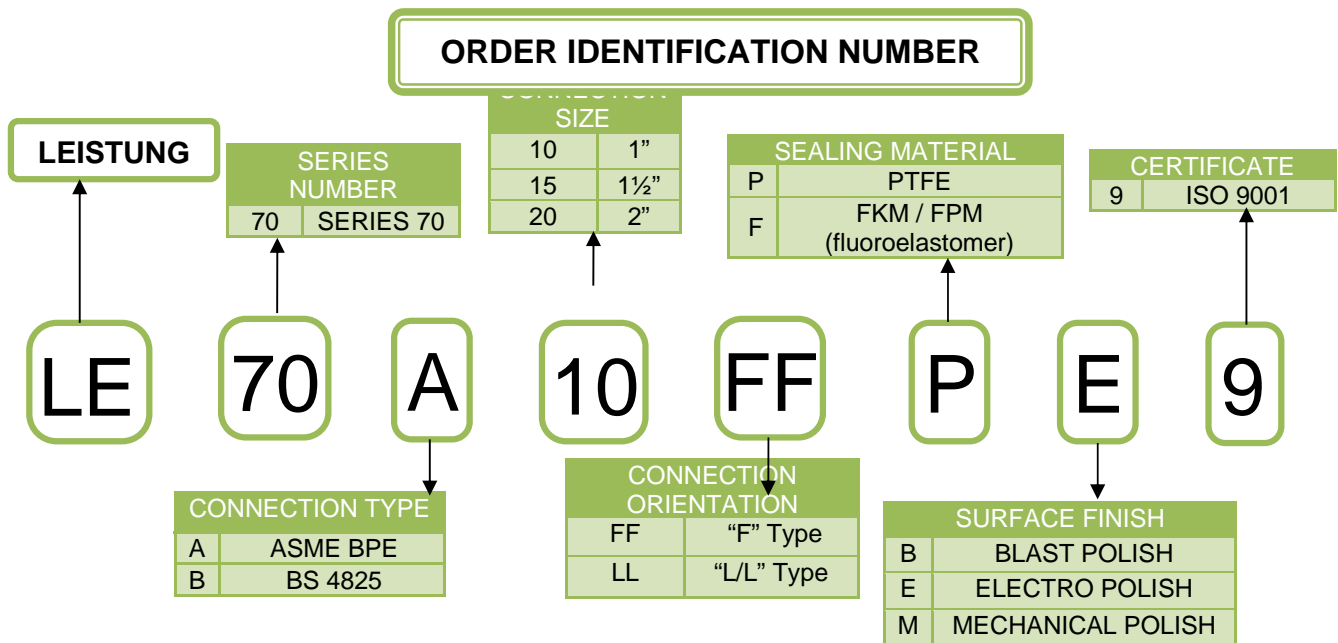 ORDER IDENTIFICATION NUMBER
LEISTUNG
SERIES
NUMBER
70 SERIES 70
CONNECTION
SIZE
10 1”
15 1½”
20 2”
SEALING MATERIAL
P PTFE
F FKM / FPM
(fluoroelastomer)
CERTIFICATE
9 ISO 9001
LE 70 A 10 FF P E 9
CONNECTION TYPE
A ASME BPE
B BS 4825
CONNECTION
ORIENTATION
FF “F” Type
LL “L/L” Type
SURFACE FINISH
B BLAST POLISH
E ELECTRO POLISH
M MECHANICAL POLISH